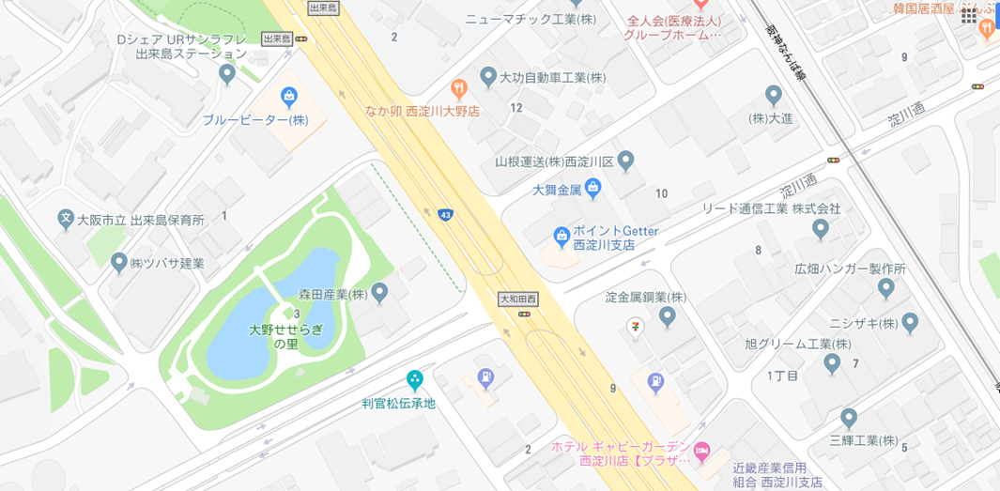 出来島
ニューマチック工業(株)
全人会(医療法人)
グループホーム…
韓国居酒屋 ぶんぶ
Dシェア URサンラフレ
出来島ステーション
出来島
2
阪神なんば線
9
大功自動車工業(株)
なか卯 西淀川大野店
12
ブルーピーター(株)
(株)大進
淀川通
山根運送(株)西淀川区
大舞金属
10
淀川通
リード通信工業 株式会社
文
大阪市立 出来島保育所
1
43
ポイントGetter
西淀川支店
8
㈱ツバサ建業
広畑ハンガー製作所
森田産業(株)
3
大和田西
淀金属鋼業(株)
大野せせらぎ
の里
7
ニシザキ(株)
旭グリーム工業(株)
7
1丁目
9
判官松伝承地
三輝工業(株)
5
2
ホテル ギャビーガーデン
西淀川店【プラザ…
近畿産業信用
組合 西淀川支店